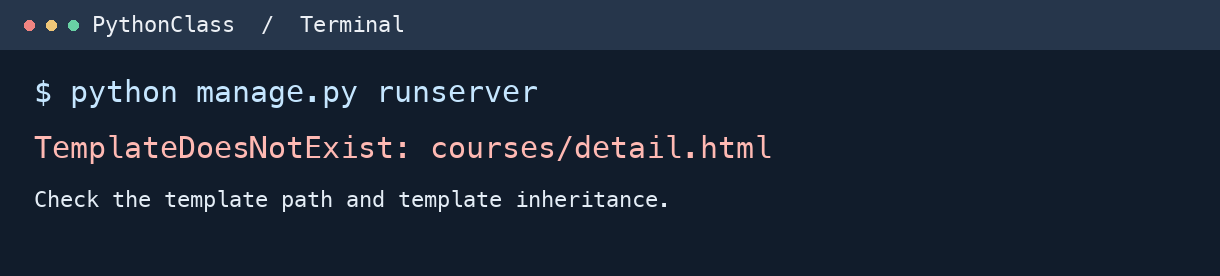 PythonClass / Terminal
$ python manage.py runserver
TemplateDoesNotExist: courses/detail.html
Check the template path and template inheritance.